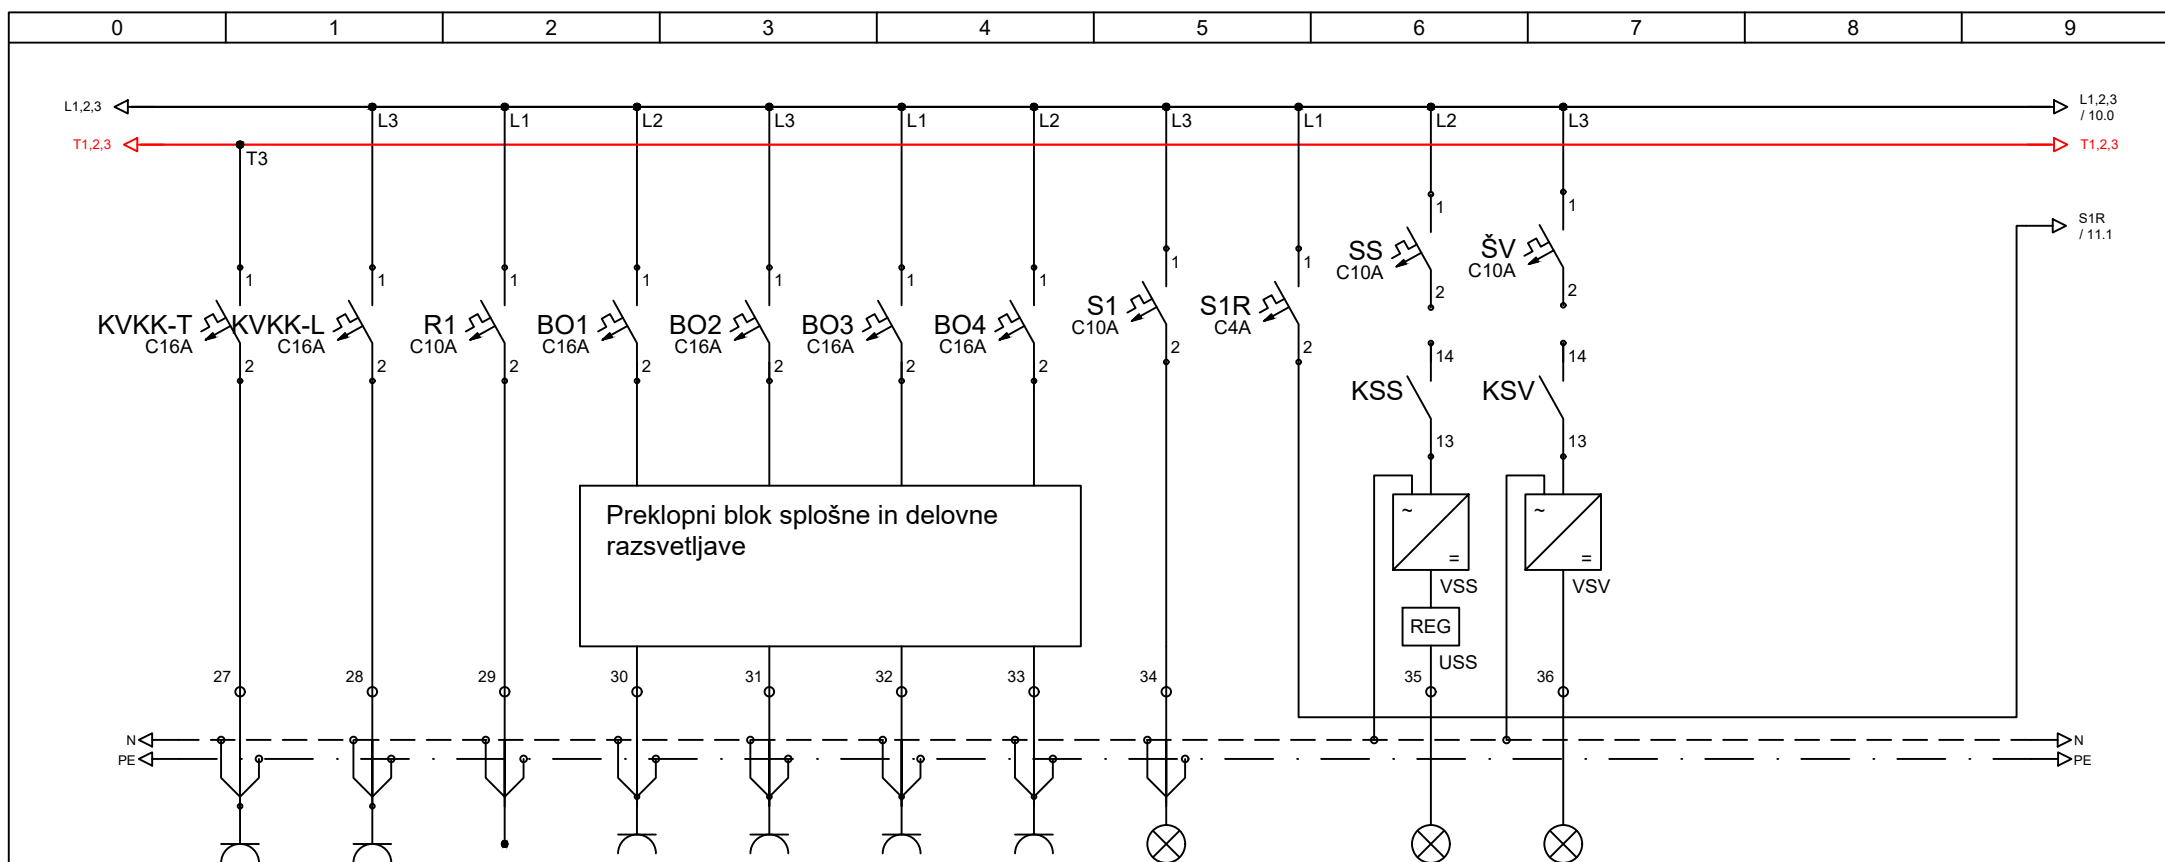 0 1 2 3 4 5 6 7 8 9
L1,2,3 L1,2,3
/ 10.0
L3 L1 L2 L3 L1 L2 L3 L1 L2 L3
T1,2,3 T1,2,3
T3
1 1
S1R
/ 11.1
SS ŠV
C10A C10A
1 1
1 1 1 1 1 1 1
2 2
KVKK-T KVKK-L R1 BO1 BO2 BO3 BO4 S1 S1R
C16A C16A C10A C16A C16A C16A C16A C10A C4A
2 2
14 14
2 2 2 2 2 2 2
KSS KSV
13 13
Preklopni blok splošne in delovne
razsvetljave
~ ~
= =
VSS VSV
REG
USS
27 28 29 30 31 32 33 34 35 36
N N
PE PE